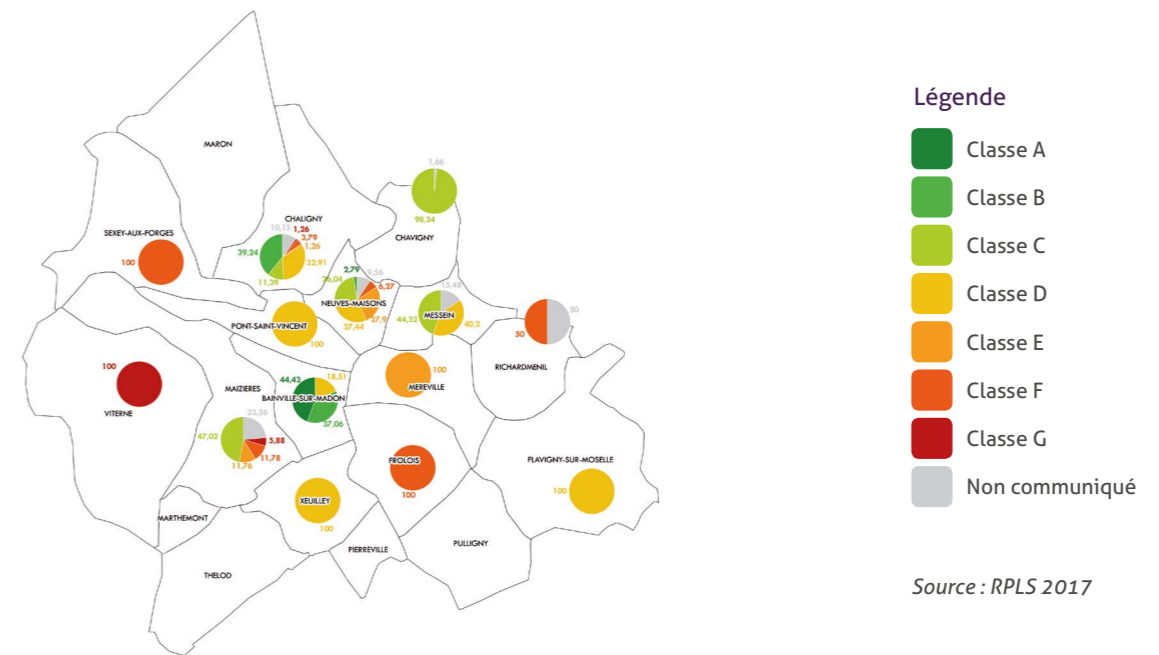 Légende
Classe A
Classe B
Classe C
Classe D
Classe E
Classe F
Classe G
Non communiqué
Source : RPLS 2017
MARON
1,66
98,34
CHAVIGNY
CHALIGNY
10,15
1,26
3,79
1,26
32,91
11,39
39,24
SEXEY-AUX-FORGES
100
2,79
9,56
6,27
27,9
27,44
26,04
NEUVES-MAISONS
15,48
40,2
44,32
MESSEIN
50
50
RICHARDMENIL
PONT-SAINT-VINCENT
100
100
VITERNE
MAIZIERES
23,56
5,88
11,78
11,76
47,02
44,43
18,51
37,06
BAINVILLE-SUR-MADON
100
MEREVILLE
FROLOIS
100
FLAVIGNY-SUR-MOSELLE
100
XEUILLEY
100
MARTHEMONT
THELOD
PIERREVILLE
PULLIGNY